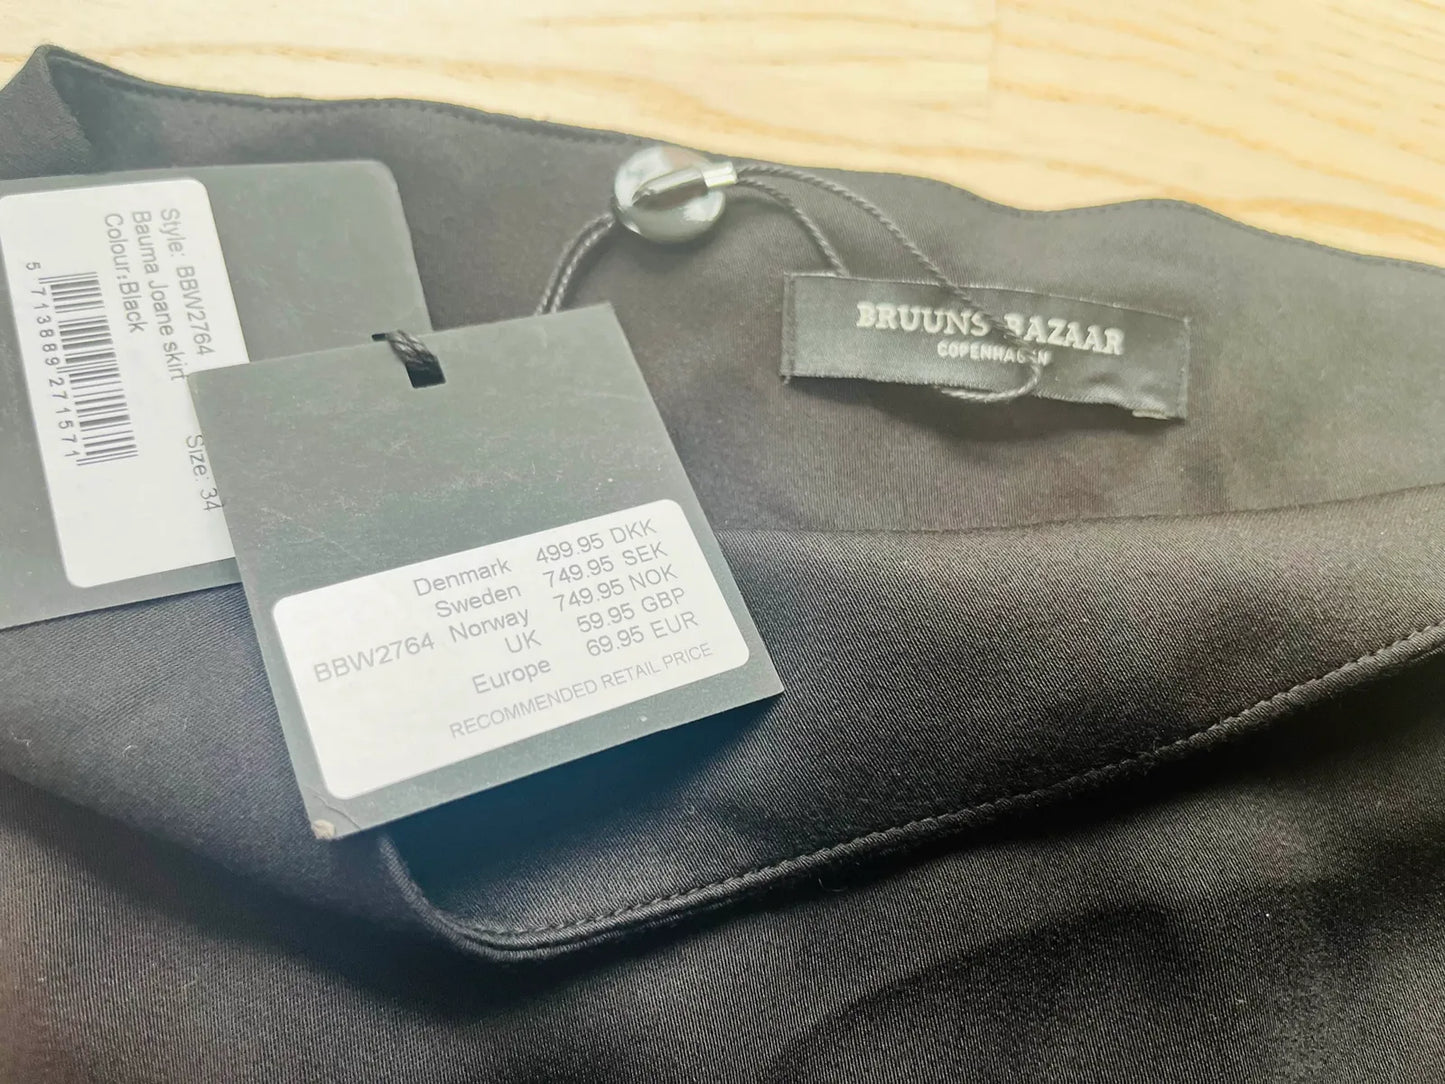 Style: BBW2764
Bauma Joane skirt
Colour:Black
Size: 34
5 713889 271571
BRUUNS BAZAAR
COPENHAGEN
Denmark 499.95 DKK
Sweden 749.95 SEK
BBW2764 Norway 749.95 NOK
UK 59.95 GBP
Europe 69.95 EUR
RECOMMENDED RETAIL PRICE